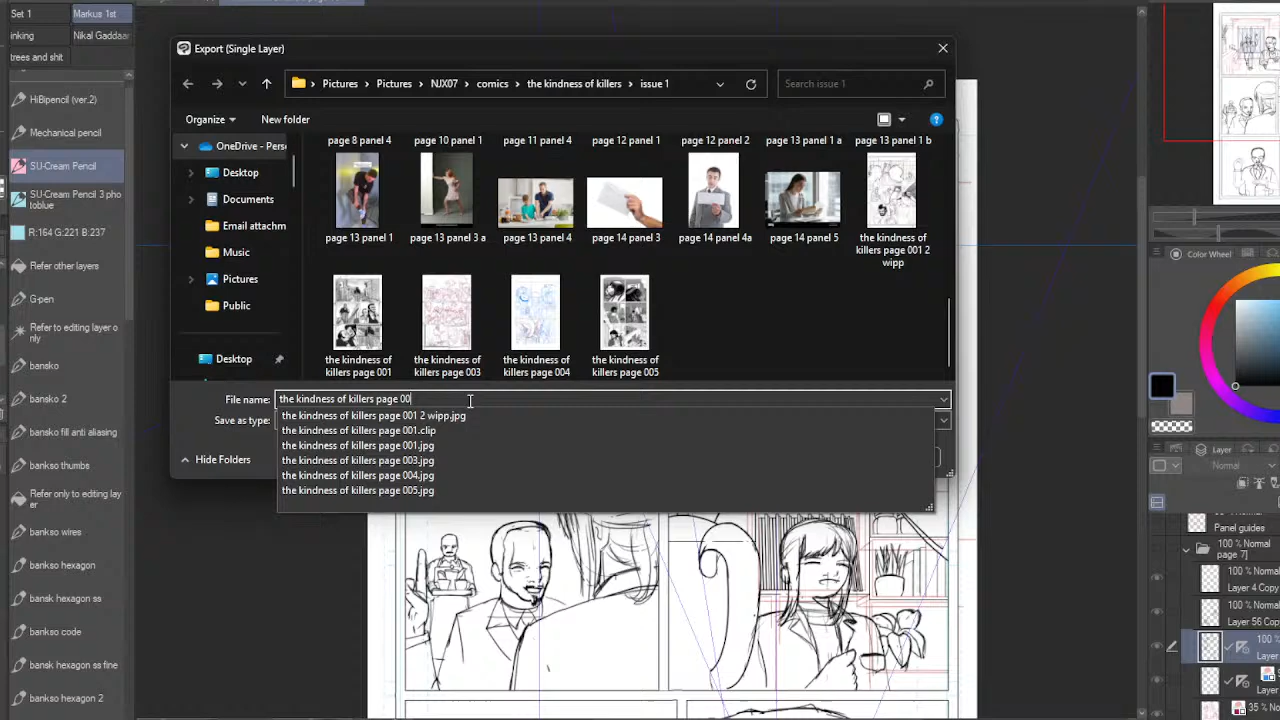 Set 1
Markus 1st
inking
Nikal Gaddaar
trees and shit
HiBpencil (ver.2)
Mechanical pencil
SU-Cream Pencil
SU-Cream Pencil 3 pho
toblue
R:164 G:221 B:237
Refer other layers
G-pen
Refer to editing layer o
nly
bansko
bansko 2
bansko fill anti aliasing
bankso thumbs
Refer only to editing lay
er
bankso wires
bankso hexagon
bansk hexagon ss
bankso code
bansk hexagon ss fine
bankso hexagon 2
Export (Single Layer)
Pictures
Pictures
NJX07
comics
kindness of killers
issue 1
Search issue 1
Organize
New folder
OneDrive - P
Desktop
Docum
Email attachm
Music
Pictures
Public
Desktop
page 8 panel 4
page 10 panel 1
page 11 panel 4
page 12 panel 1
page 12 panel 2
page 13 panel 1 a
page 13 panel 1 b
page 13 panel 1
page 13 panel 3 a
page 13 panel 4
page 14 panel 3
page 14 panel 4a
page 14 panel 5
the kindness of
killers page 001 2
wipp
the kindness of
killers page 001
the kindness of
killers page 003
the kindness of
killers page 004
the kindness of
killers page 005
File name:
the kindness of killers page 00
Save as type:
the kindness of killers page 001 2 wipp.jpg
the kindness of killers page 001.clip
the kindness of killers page 001.jpg
the kindness of killers page 003.jpg
the kindness of killers page 004.jpg
the kindness of killers page 005.jpg
Hide Folders
Color Wheel
Layer
Normal
Panel guides
100 % Normal
page 7]
100 % Normal
Layer 4 Copy
100 % Normal
Layer 56 Copy
100 %
Layer
Layer
35 % No